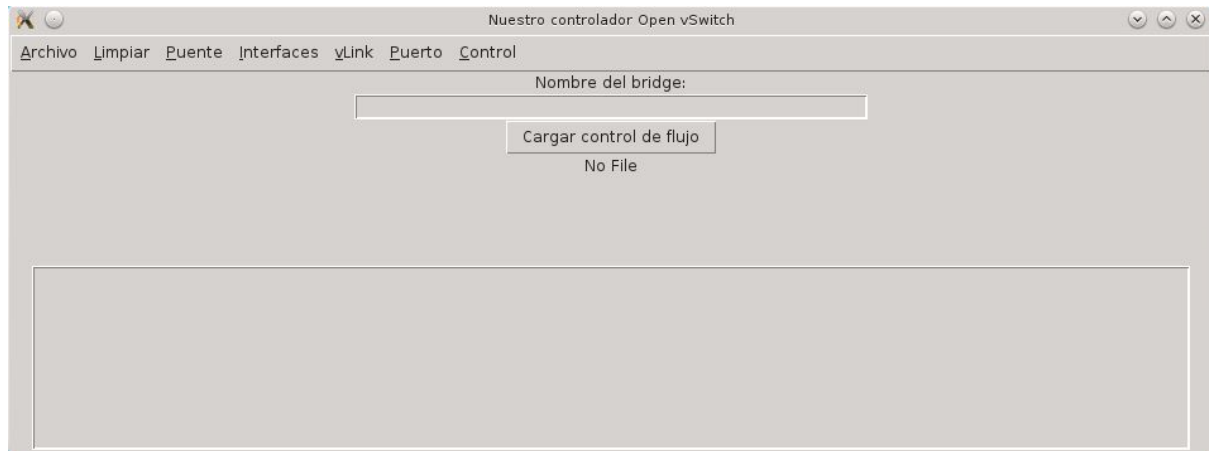 Nuestro controlador Open vSwitch
Archivo Limpiar Puente Interfaces vLink Puerto Control
Nombre del bridge:
Cargar control de flujo
No File